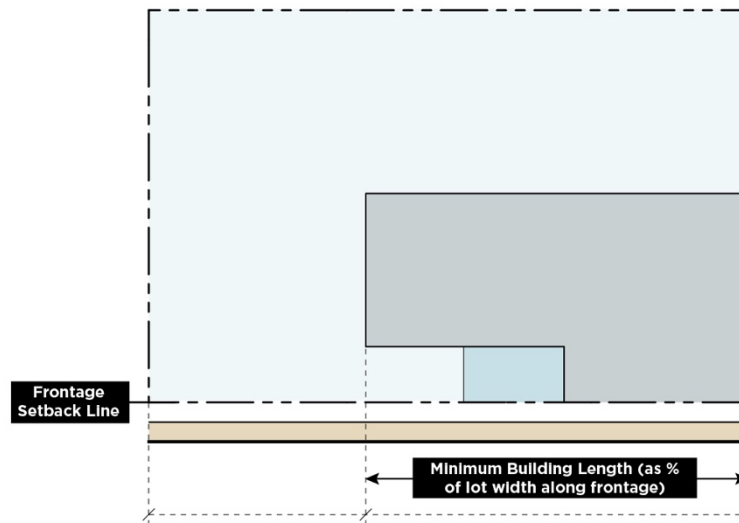 Frontage
Setback Line
Minimum Building Length (as %
of lot width along frontage)